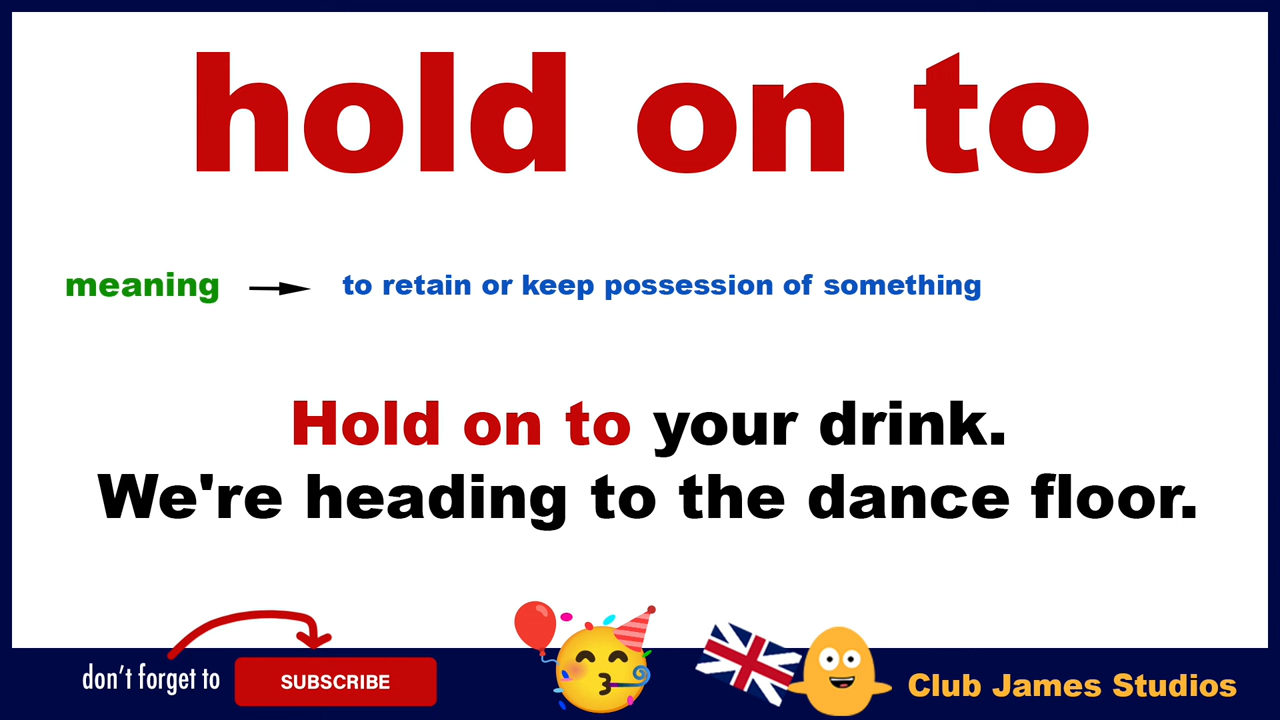 hold on to
meaning
to retain or keep possession of something
Hold on to your drink.
We're heading to the dance floor.
don't forget to
SUBSCRIBE
Club James Studios